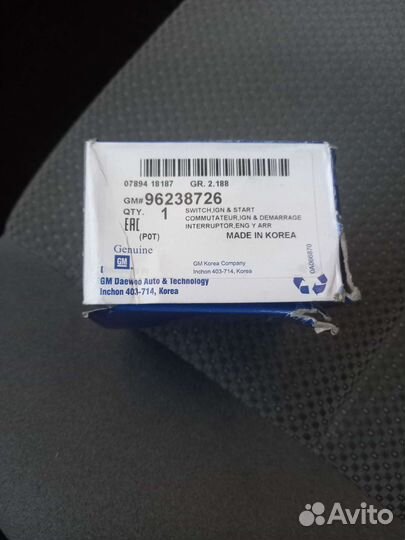 07894 18187 GR. 2.188
GM# 96238726
QTY. 1 SWITCH,IGN & START
COMMUTATEUR,IGN & DEMARRAGE
EAC INTERRUPTOR,ENG Y ARR
(POT) MADE IN KOREA
Genuine
GM
GM Korea Company
Inchon 403-714, Korea
GM Daewoo Auto & Technology
Inchon 403-714, Korea
0A066870
Avito